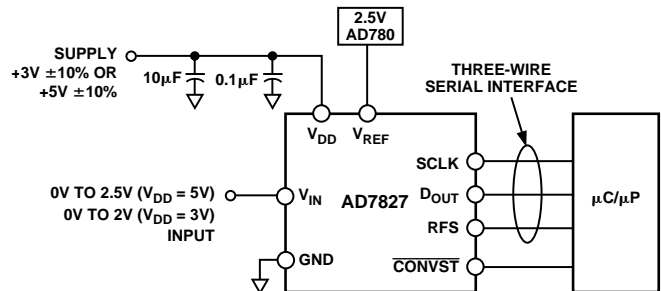 2.5V
AD780
SUPPLY
+3V ±10% OR
+5V ±10%
10μF
0.1μF
THREE-WIRE
SERIAL INTERFACE
VDD
VREF
SCLK
0V TO 2.5V (VDD = 5V)
0V TO 2V (VDD = 3V)
INPUT
VIN
AD7827
DOUT
μC/μP
RFS
GND
CONVST